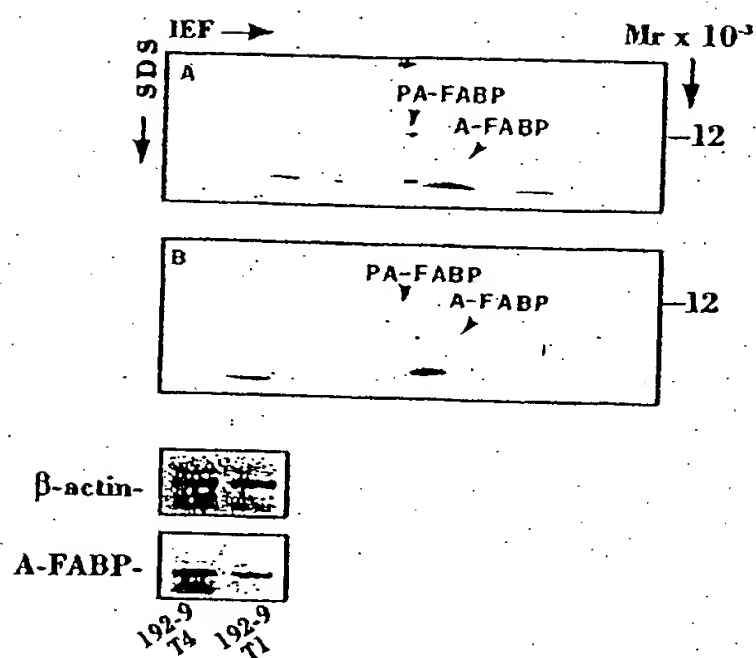 IEF
Mr x 10-3
SDS
A
PA-FABP
A-FABP
-12
B
PA-FABP
A-FABP
-12
β-actin-
A-FABP-
192-9 T4
192-9 T1